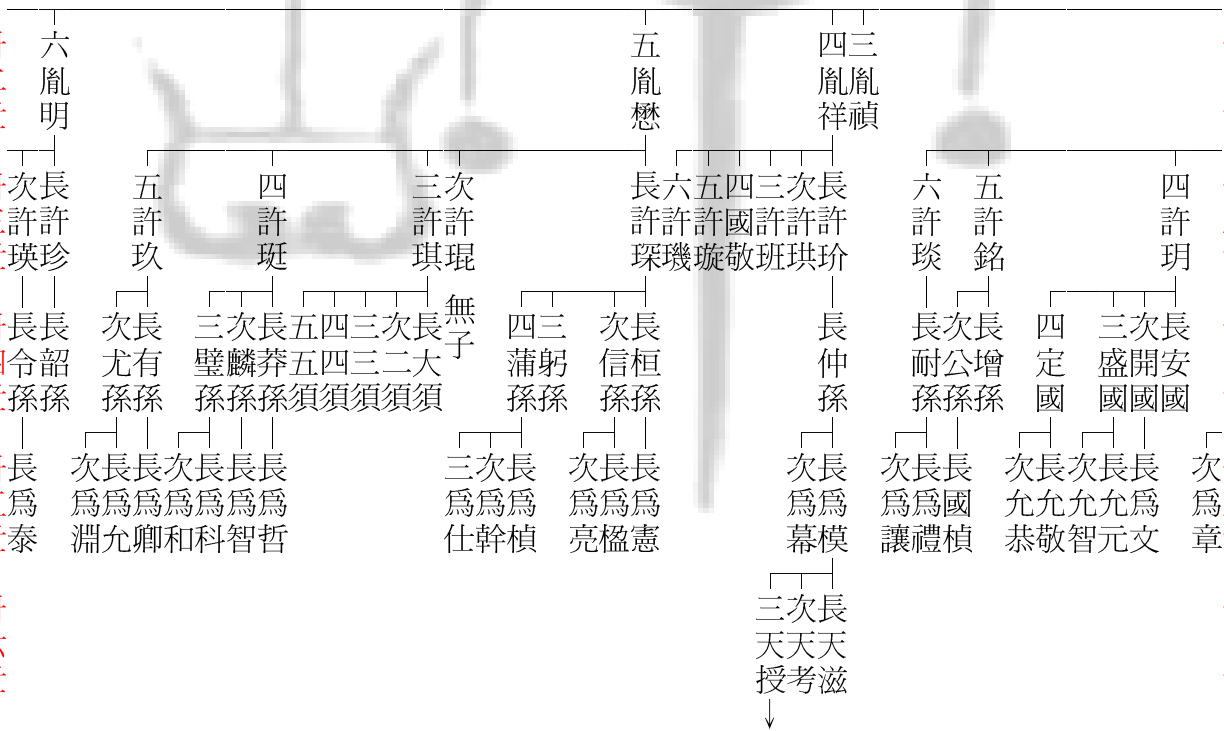 三胤禎
四胤祥
五胤懋
六胤明
四許玥
五許銘
六許琰
長許玠
次許珙
三許班
四國敬
五許璇
六許璣
長許琛
次許琨 無子
三許琪
四許珽
五許玖
長許珍
次許瑛
長安國
次開國
三盛國
四定國
長增孫
次公孫
長耐孫
長仲孫
長桓孫
次信孫
三躬孫
四蒲孫
長大須
次二須
三三須
四四須
五五須
長莽孫
次麟孫
三璧孫
長有孫
次尤孫
長韶孫
長令孫
次爲章
長爲文
長允元
次允智
長允敬
次允恭
長國楨
長爲禮
次爲讓
長爲模
次爲幕
長爲憲
長爲楹
次爲亮
長爲楨
次爲幹
三爲仕
長爲哲
長爲智
長爲科
次爲和
長爲卿
長爲允
次爲淵
長爲泰
長天滋
次天考
三天授